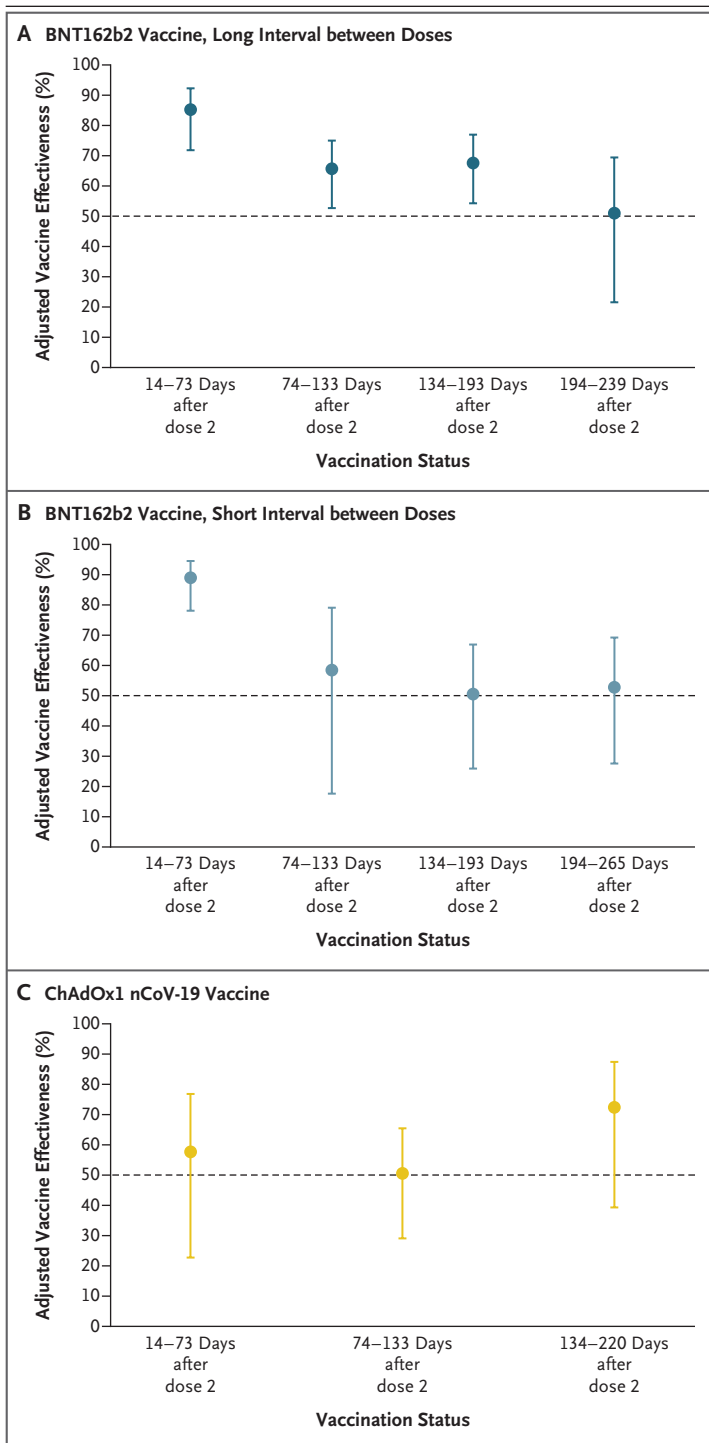 A BNT162b2 Vaccine, Long Interval between Doses
Adjusted Vaccine Effectiveness (%)
100
90
80
70
60
50
40
30
20
10
0
14–73 Days
after
dose 2
74–133 Days
after
dose 2
134–193 Days
after
dose 2
194–239 Days
after
dose 2
Vaccination Status
B BNT162b2 Vaccine, Short Interval between Doses
Adjusted Vaccine Effectiveness (%)
100
90
80
70
60
50
40
30
20
10
0
14–73 Days
after
dose 2
74–133 Days
after
dose 2
134–193 Days
after
dose 2
194–265 Days
after
dose 2
Vaccination Status
C ChAdOx1 nCoV-19 Vaccine
Adjusted Vaccine Effectiveness (%)
100
90
80
70
60
50
40
30
20
10
0
14–73 Days
after
dose 2
74–133 Days
after
dose 2
134–220 Days
after
dose 2
Vaccination Status